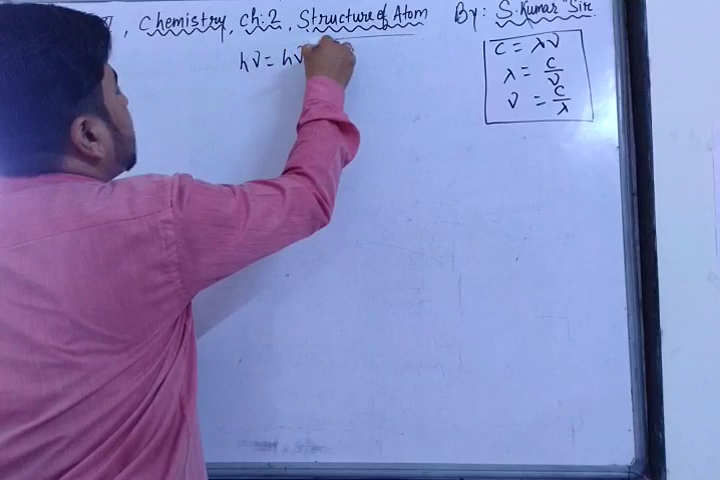 , Chemistry, Ch:2, Structure of Atom By: S. Kumar Sir.
hν = hν
C = λν
λ = C/ν
ν = C/λ